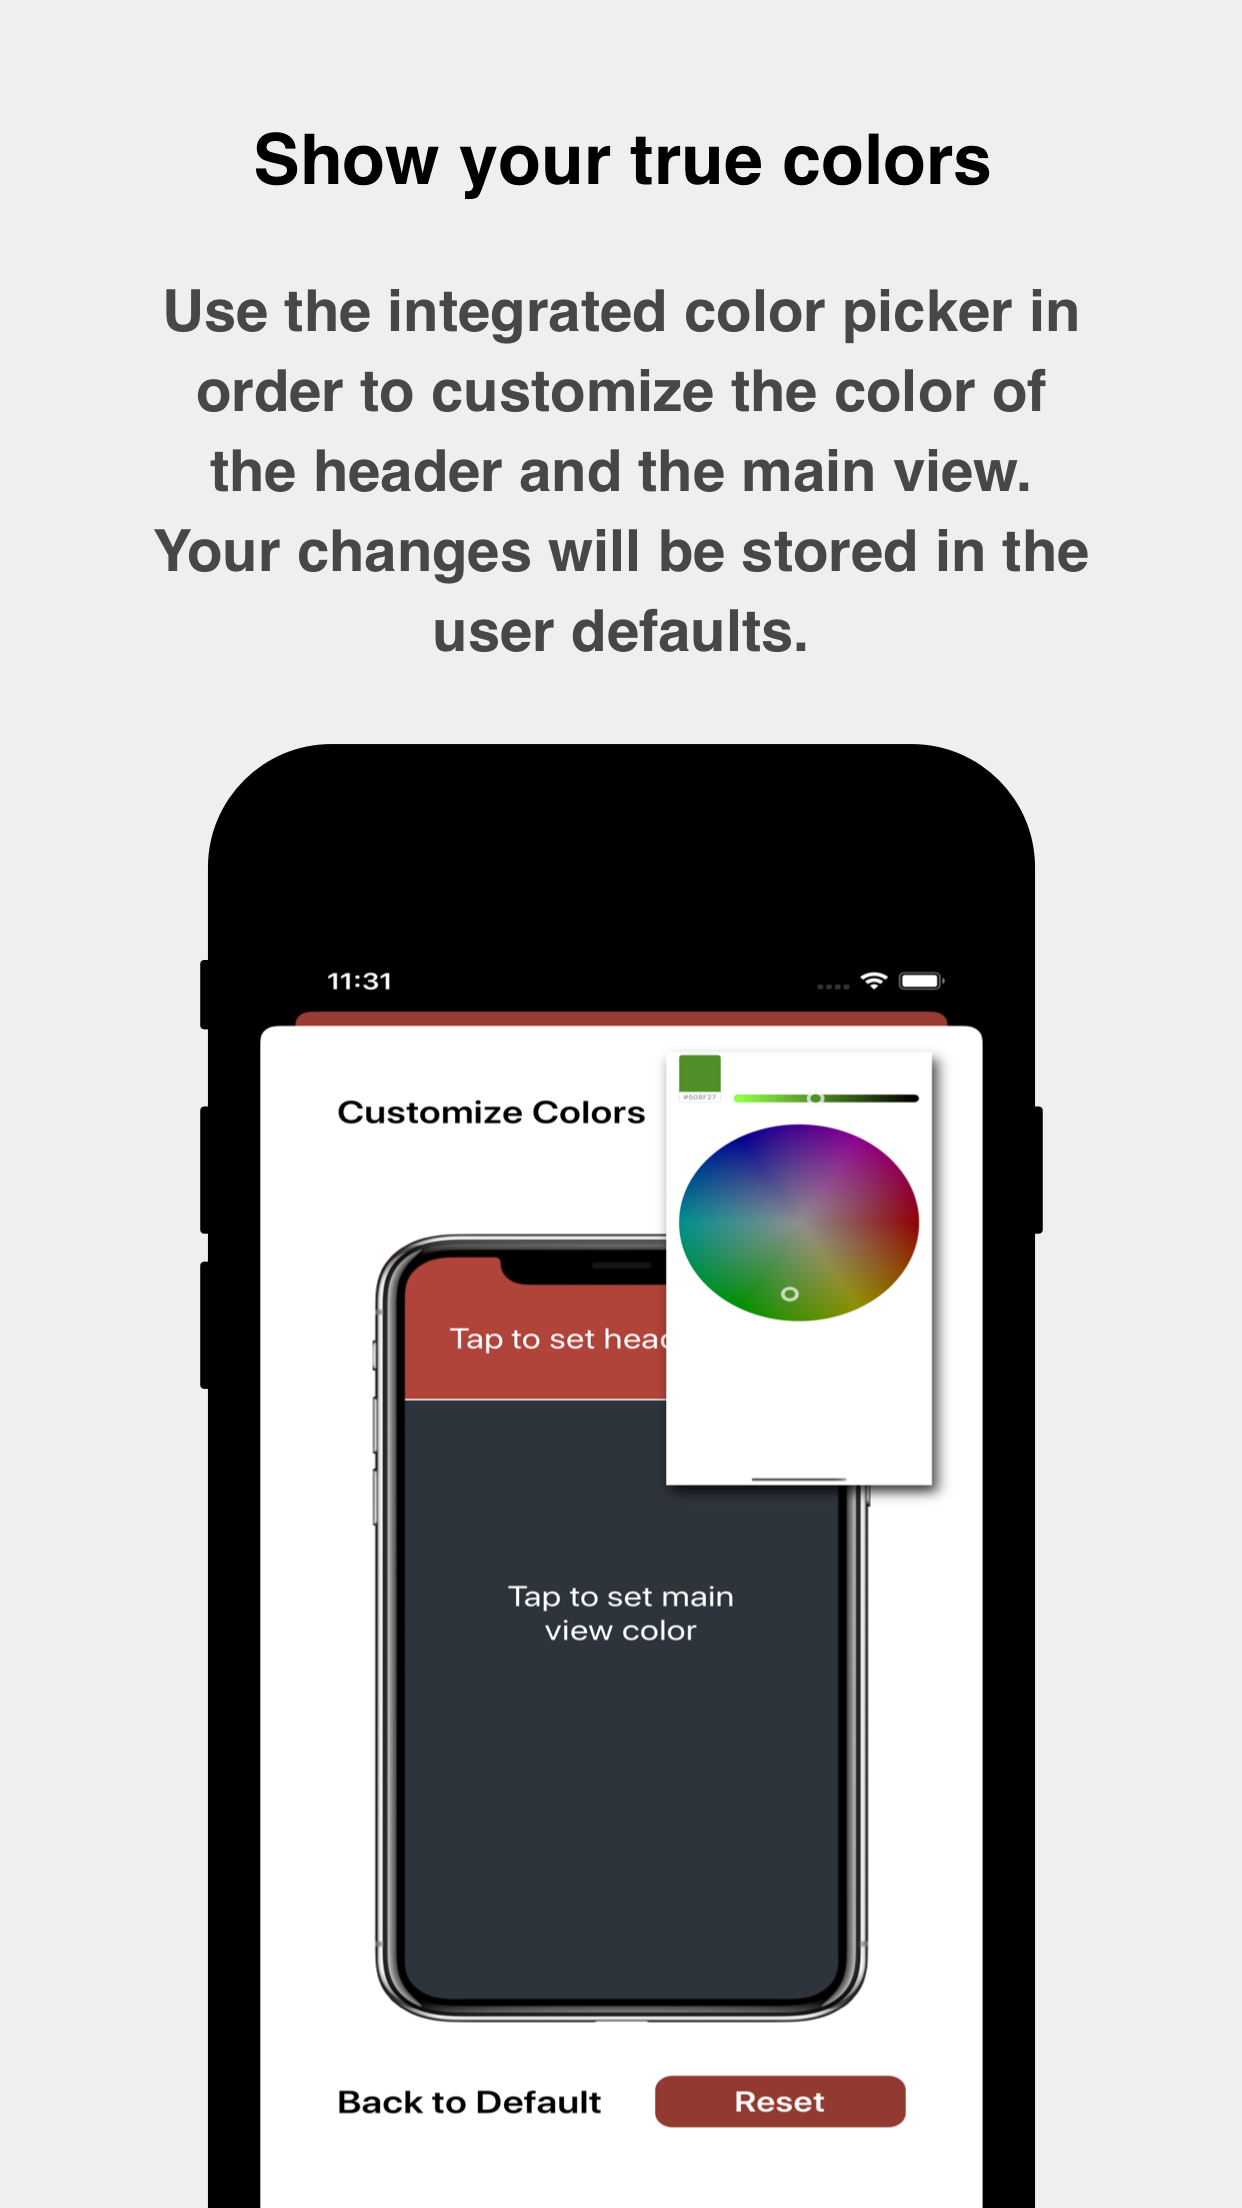 Show your true colors
Use the integrated color picker in
order to customize the color of
the header and the main view.
Your changes will be stored in the
user defaults.
11:31
Customize Colors
#508F27
Tap to set head
Tap to set main
view color
Back to Default
Reset